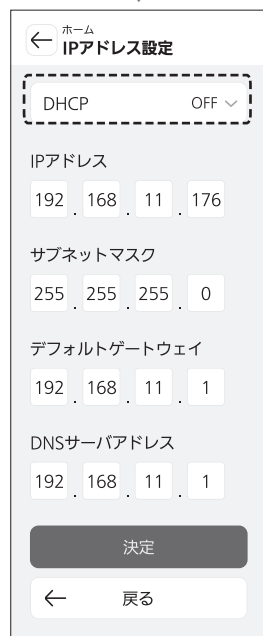 ホーム
IPアドレス設定
DHCP OFF
IPアドレス
192 . 168 . 11 . 176
サブネットマスク
255 . 255 . 255 . 0
デフォルトゲートウェイ
192 . 168 . 11 . 1
DNSサーバアドレス
192 . 168 . 11 . 1
決定
← 戻る